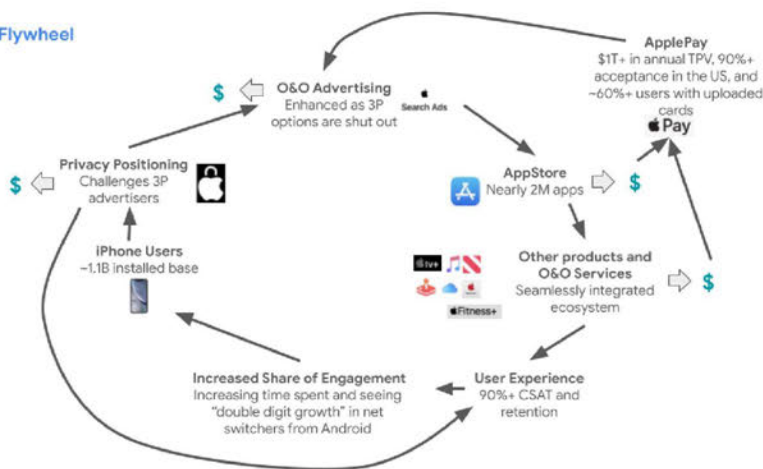 Flywheel
ApplePay
$1T+ in annual TPV, 90%+
acceptance in the US, and
~60%+ users with uploaded
cards
Pay
$
O&O Advertising
Enhanced as 3P
options are shut out
Search Ads
$
Privacy Positioning
Challenges 3P
advertisers
AppStore
Nearly 2M apps
$
iPhone Users
~1.1B installed base
tv+
Fitness+
Other products and
O&O Services
Seamlessly integrated
ecosystem
$
Increased Share of Engagement
Increasing time spent and seeing
"double digit growth" in net
switchers from Android
User Experience
90%+ CSAT and
retention